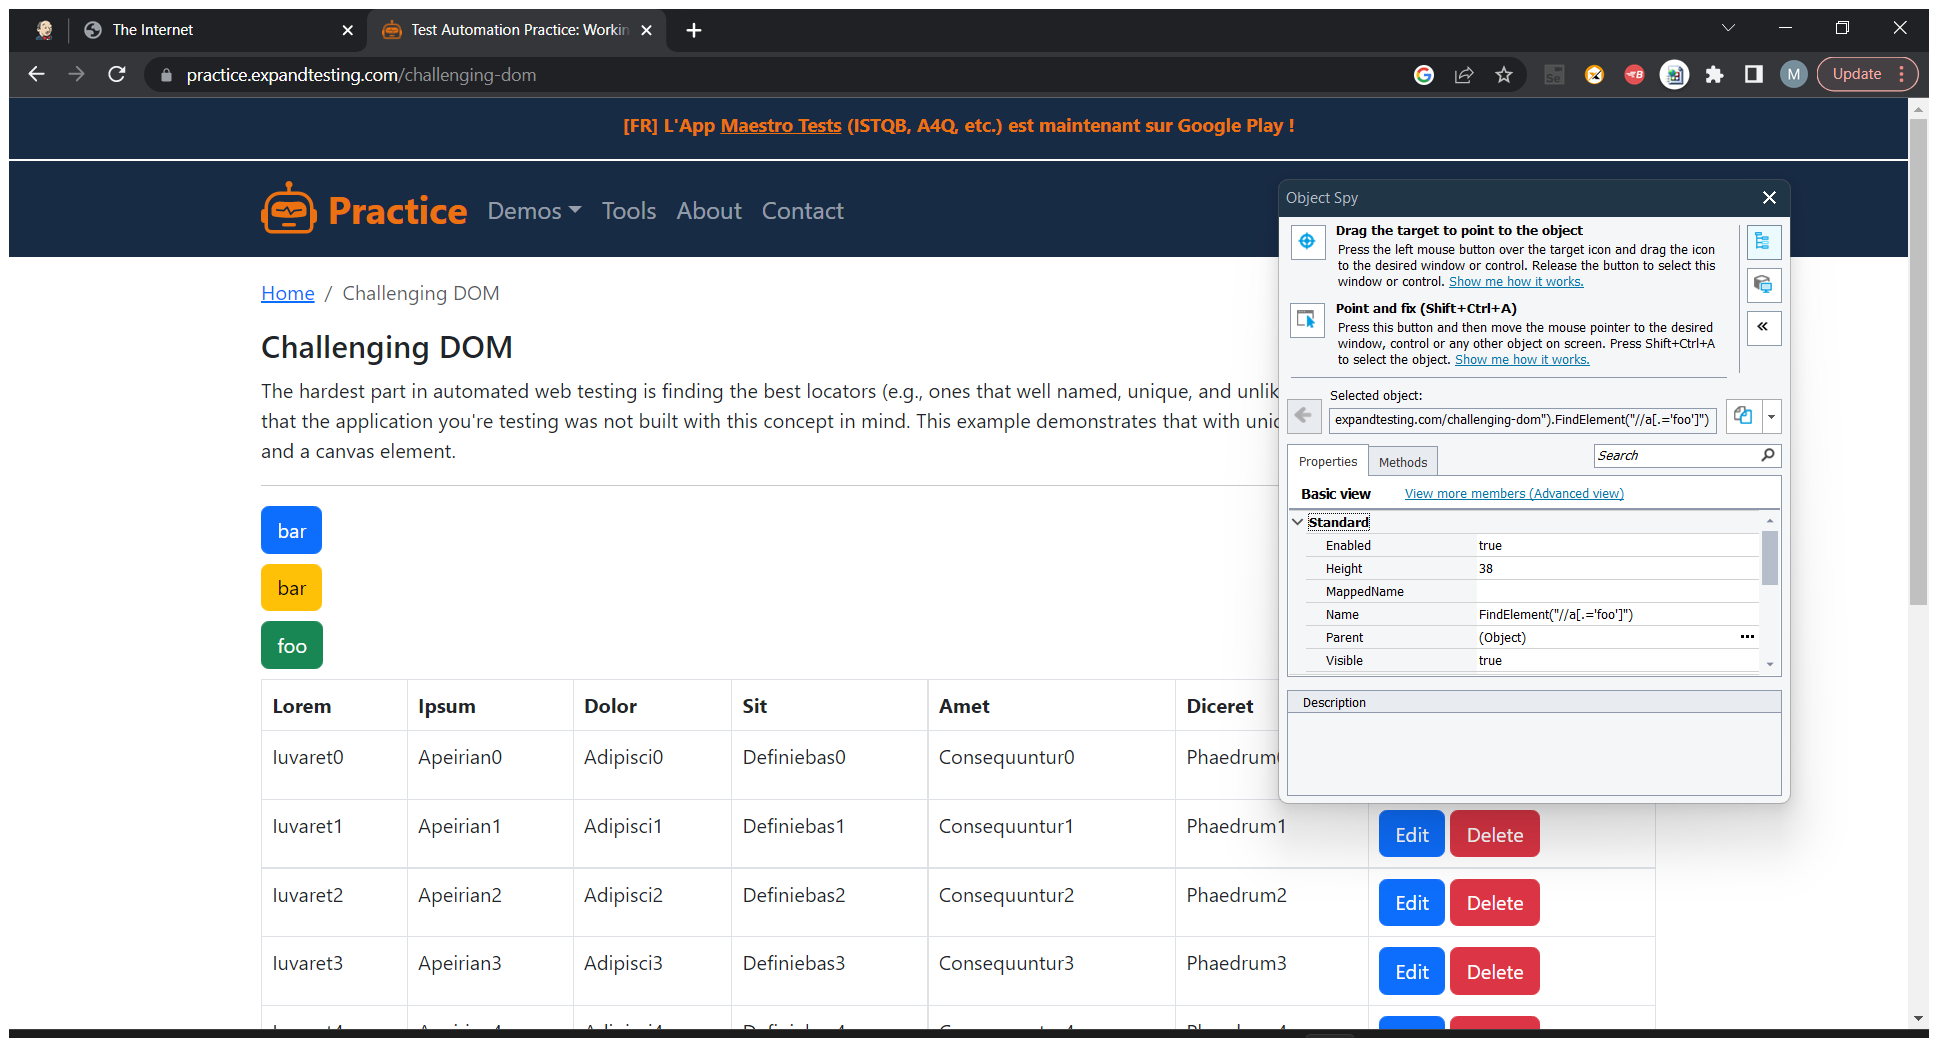 The Internet
Test Automation Practice: Workin
practice.expandtesting.com/challenging-dom
Se
B
M
Update
[FR] L'App Maestro Tests (ISTQB, A4Q, etc.) est maintenant sur Google Play !
Practice
Demos
Tools
About
Contact
Home / Challenging DOM
Challenging DOM
The hardest part in automated web testing is finding the best locators (e.g., ones that well named, unique, and unlik
that the application you're testing was not built with this concept in mind. This example demonstrates that with uni
and a canvas element.
bar
bar
foo
Lorem Ipsum Dolor Sit Amet Diceret
Iuvaret0 Apeirian0 Adipisci0 Definiebas0 Consequuntur0 Phaedrum0
Iuvaret1 Apeirian1 Adipisci1 Definiebas1 Consequuntur1 Phaedrum1 Edit Delete
Iuvaret2 Apeirian2 Adipisci2 Definiebas2 Consequuntur2 Phaedrum2 Edit Delete
Iuvaret3 Apeirian3 Adipisci3 Definiebas3 Consequuntur3 Phaedrum3 Edit Delete
Object Spy
Drag the target to point to the object
Press the left mouse button over the target icon and drag the icon
to the desired window or control. Release the button to select this
window or control. Show me how it works.
Point and fix (Shift+Ctrl+A)
Press this button and then move the mouse pointer to the desired
window, control or any other object on screen. Press Shift+Ctrl+A
to select the object. Show me how it works.
Selected object:
expandtesting.com/challenging-dom").FindElement("//a[.='foo']")
Properties Methods
Search
Basic view View more members (Advanced view)
Standard
Enabled true
Height 38
MappedName
Name FindElement("//a[.='foo']")
Parent (Object) ...
Visible true
Description